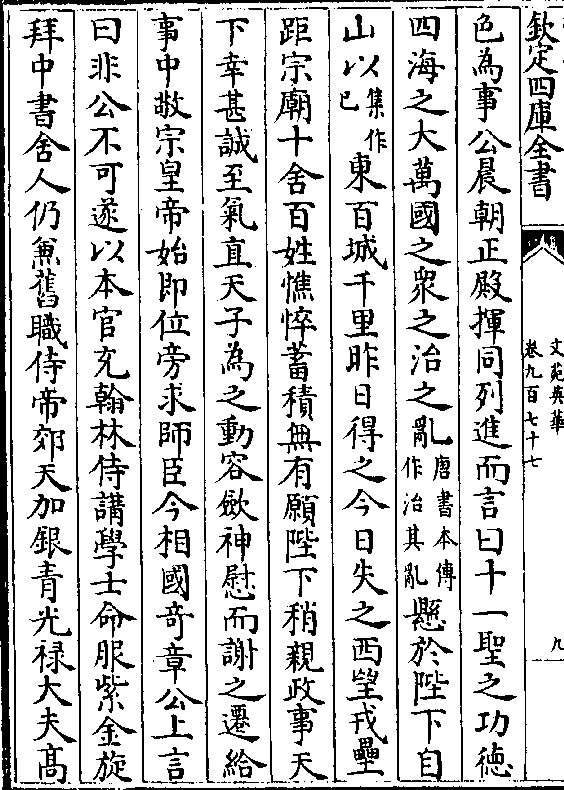 欽定四庫全書
文苑英華
卷九百七十七
九
色為事公晨朝正殿揮同列進而言曰十一聖之功德
四海之大萬國之衆之治之亂唐書本傳作治其亂懸於陛下自
山以集作已東百城千里昨日得之今日失之西望戎壘
距宗廟十舍百姓憔悴蓄積無有願陛下稍親政事天
下幸甚誠至氣直天子為之動容斂神慰而謝之遷給
事中敬宗皇帝始即位旁求師臣今相國奇章公上言
曰非公不可遂以本官充翰林侍講學士命服紫金旋
拜中書舍人仍兼舊職侍帝郊天加銀青光禄大夫髙